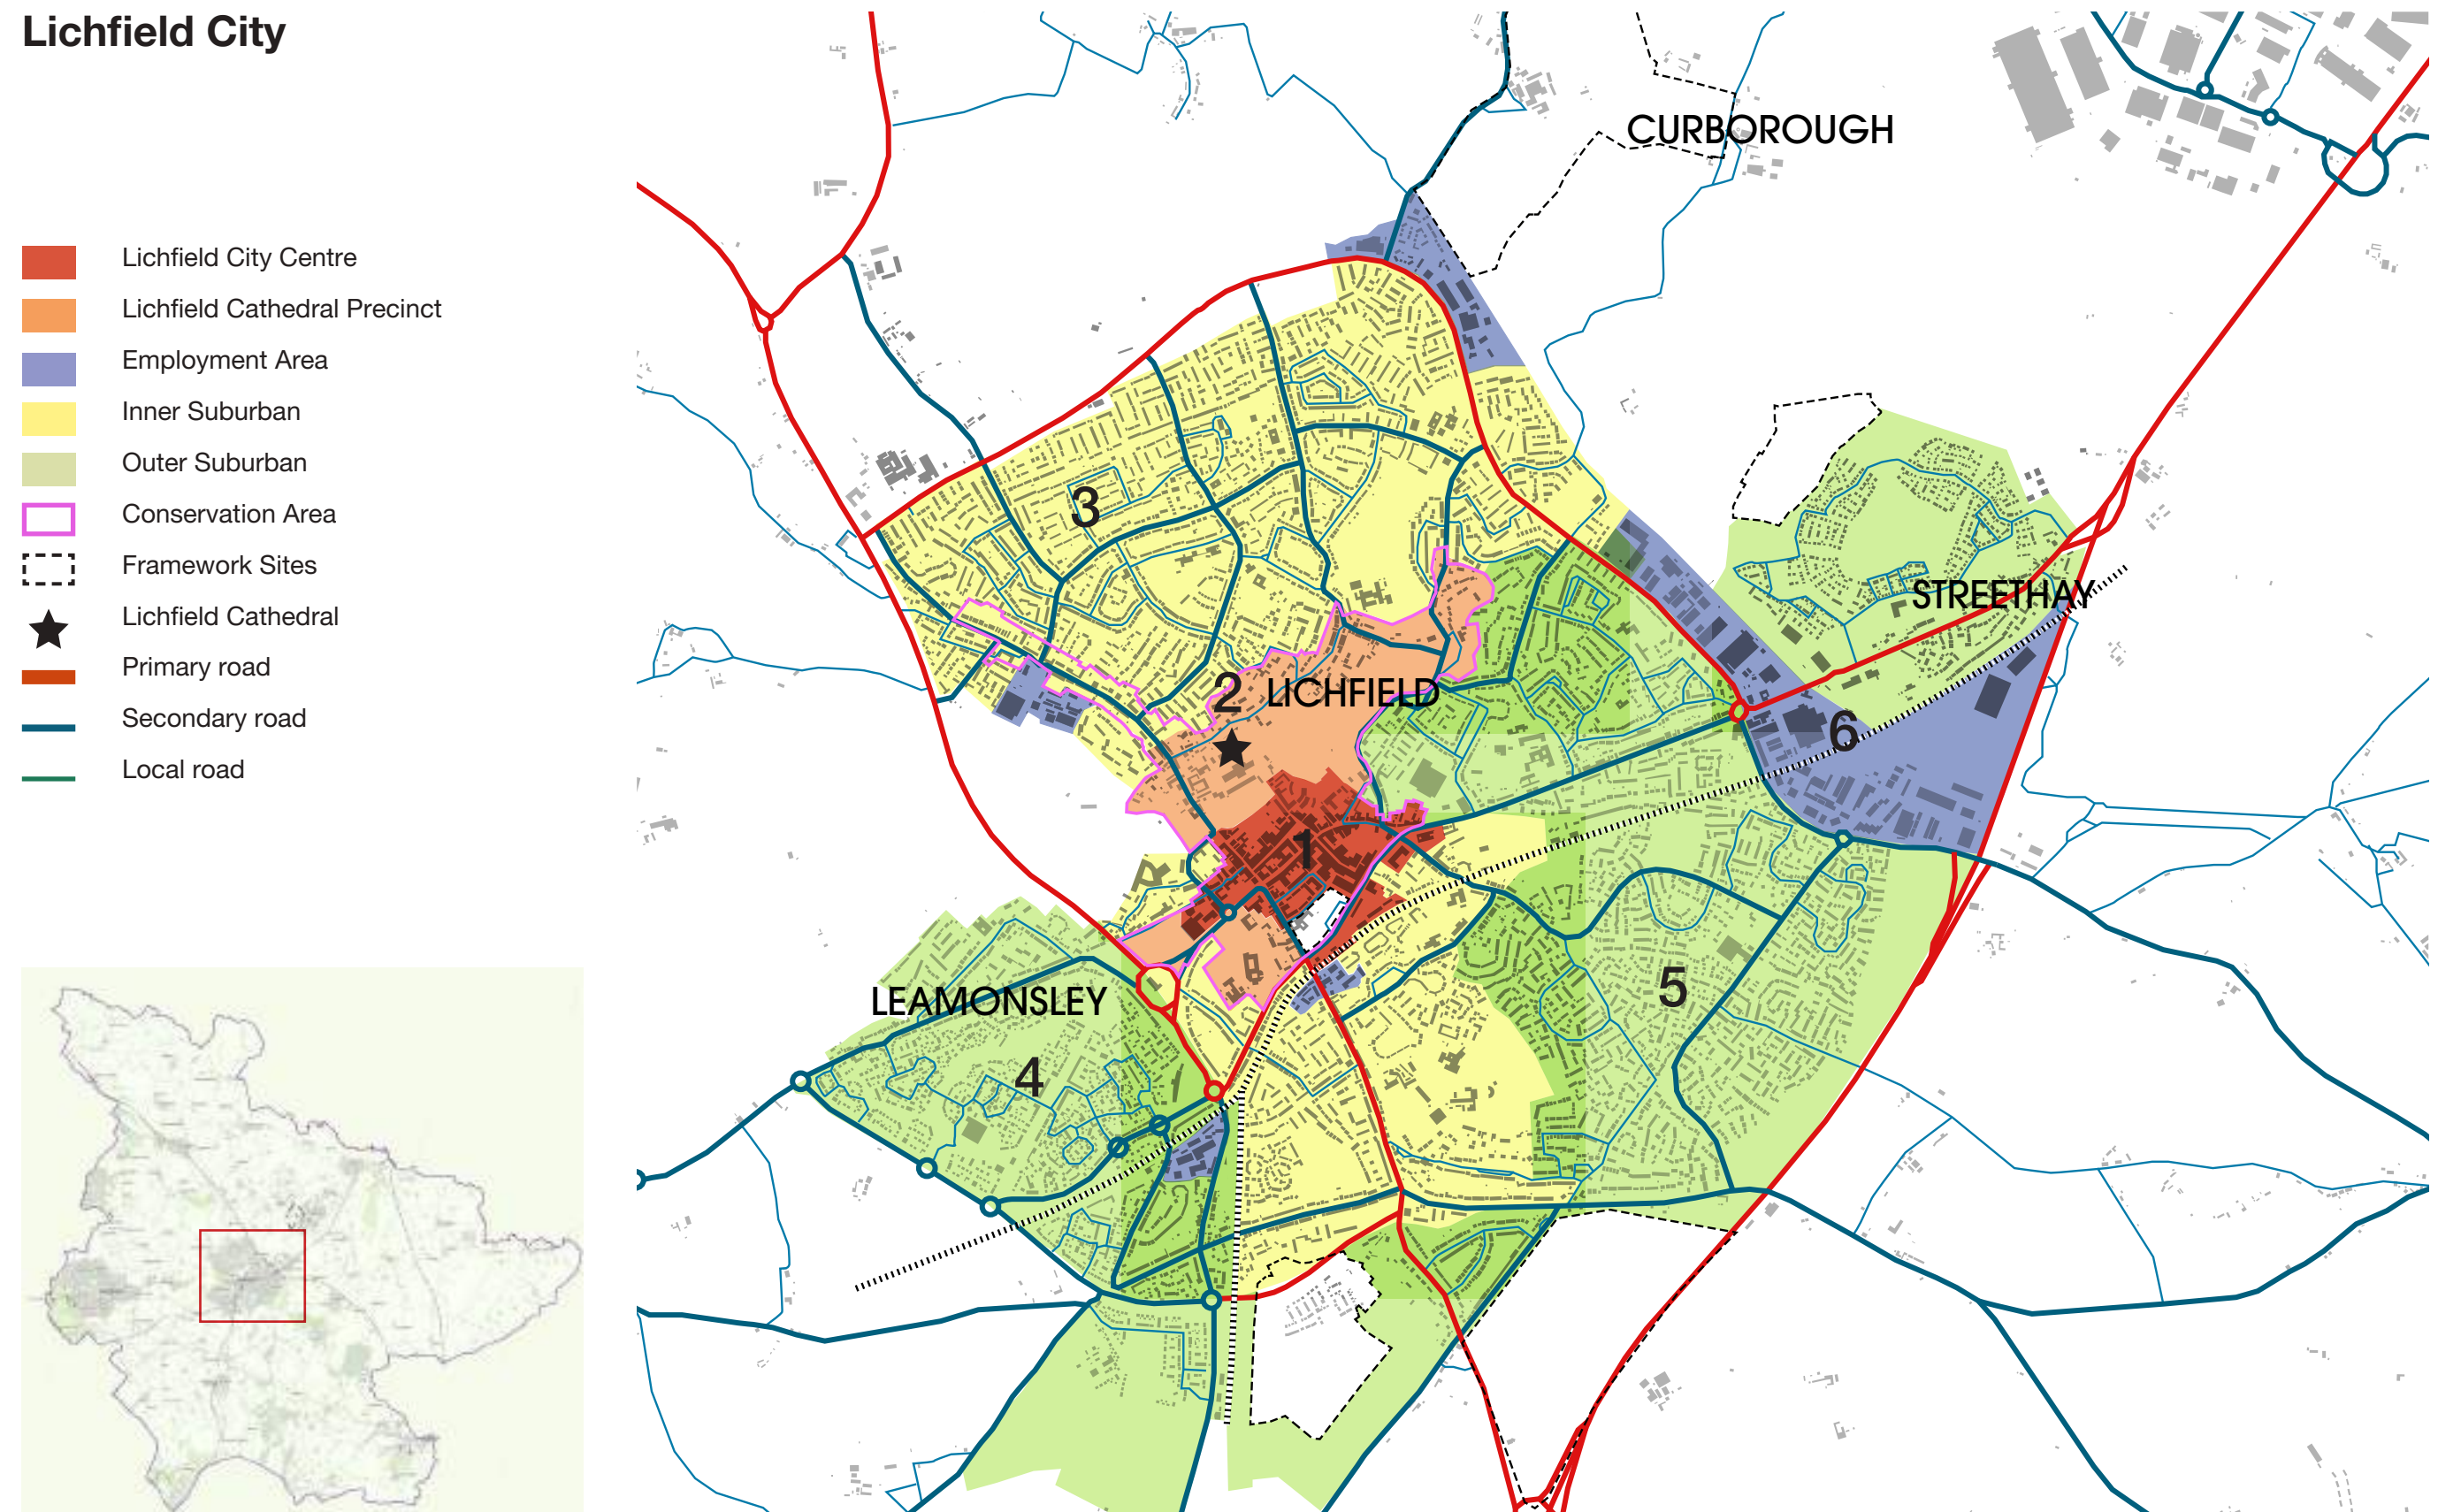 Lichfield City
Lichfield City Centre
Lichfield Cathedral Precinct
Employment Area
Inner Suburban
Outer Suburban
Conservation Area
Framework Sites
Lichfield Cathedral
Primary road
Secondary road
Local road
CURBOROUGH
3
STREETHAY
2 LICHFIELD
6
1
5
LEAMONSLEY
4